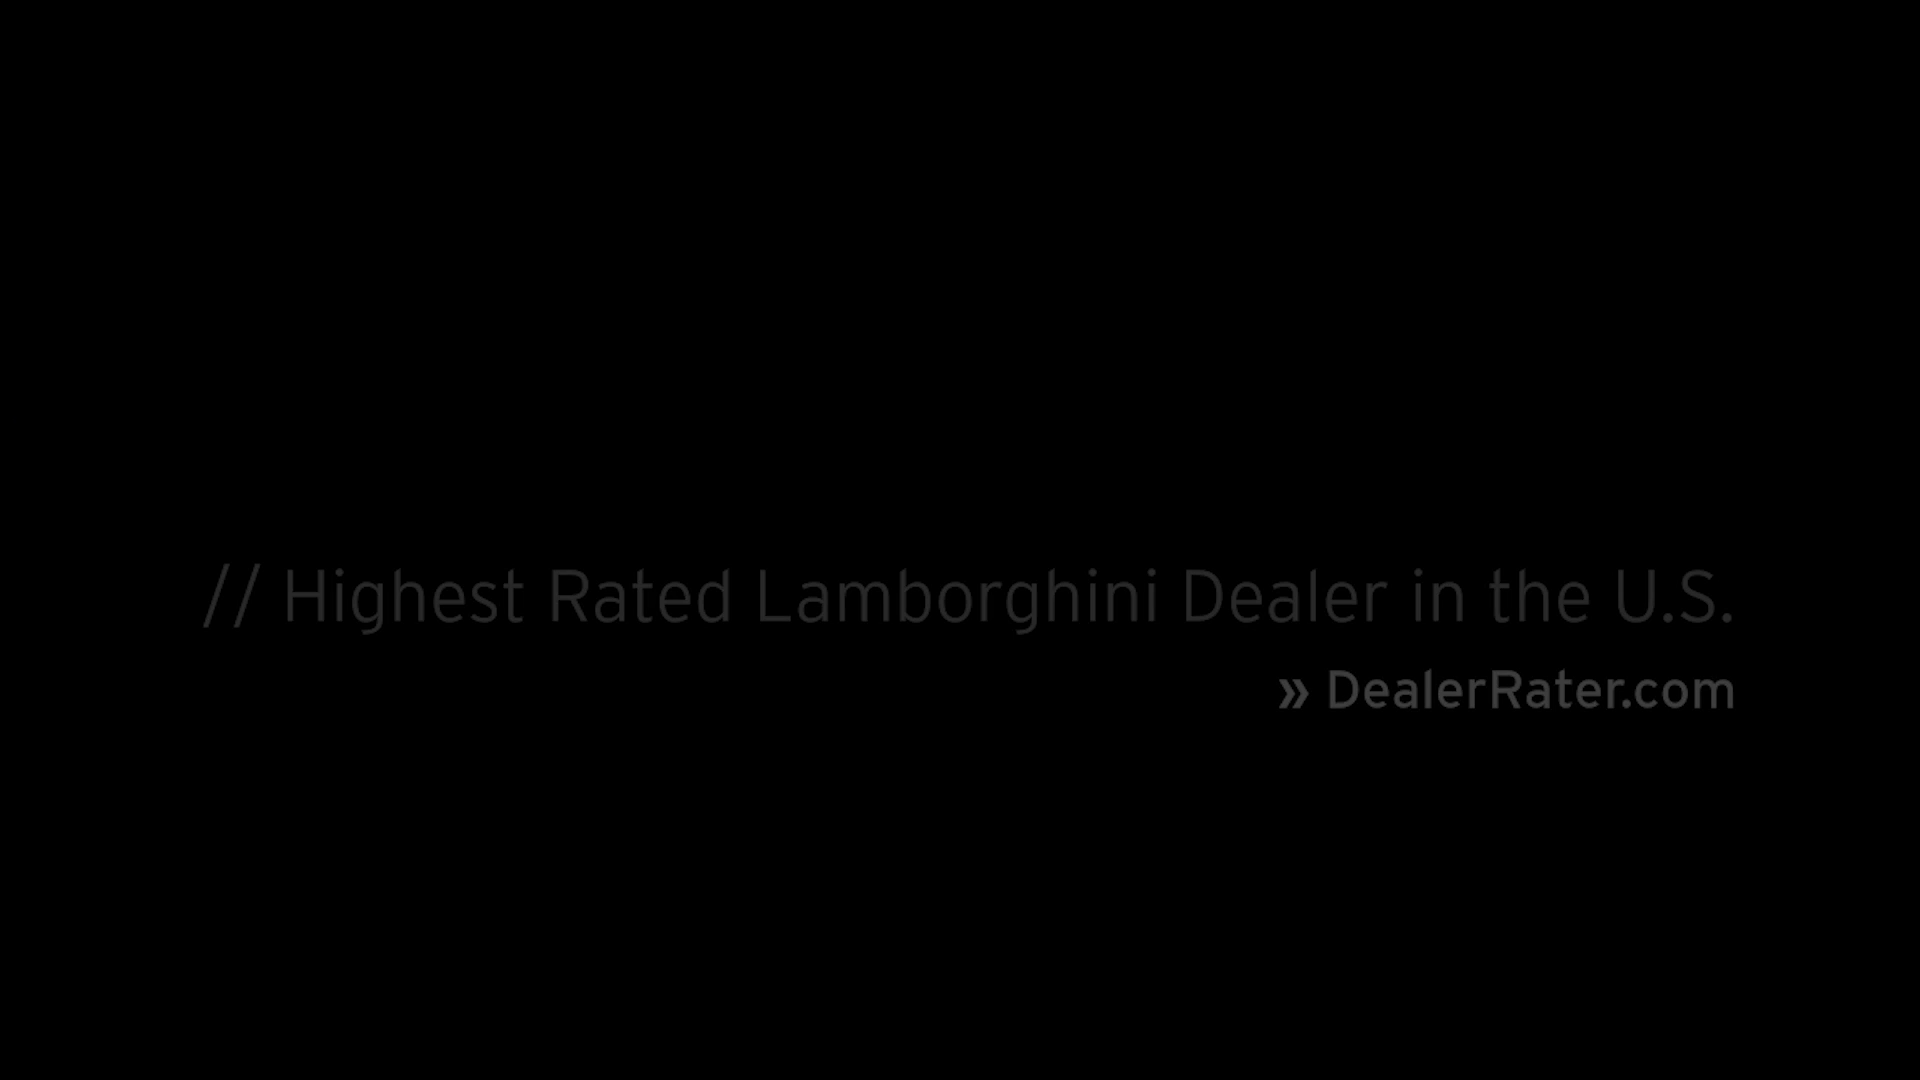 // Highest Rated Lamborghini Dealer in the U.S.
» DealerRater.com